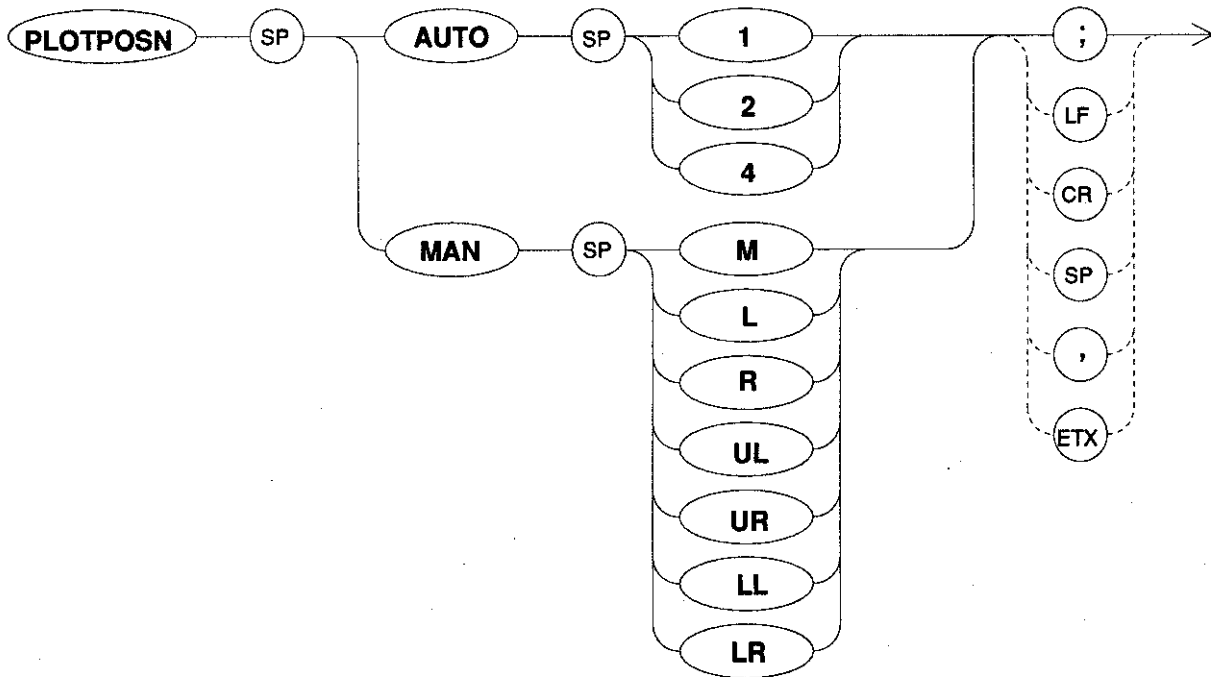 PLOTPOSN SP AUTO SP 1 ;
2 LF
4 CR
MAN SP M SP
L
R ,
UL ETX
UR
LL
LR